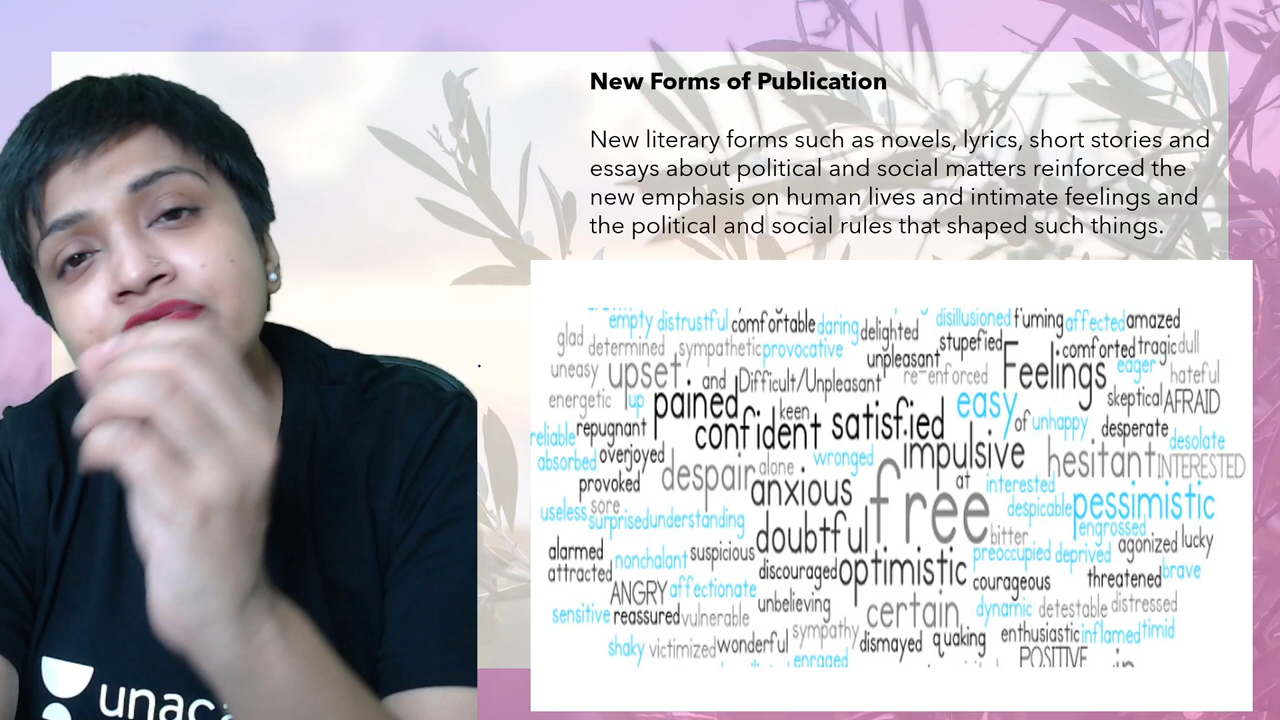 New Forms of Publication
New literary forms such as novels, lyrics, short stories and
essays about political and social matters reinforced the
new emphasis on human lives and intimate feelings and
the political and social rules that shaped such things.
empty distrustful comfortable daring delighted disillusioned fuming affected amazed
glad determined sympathetic provocative unpleasant stupefied comforted tragic dull
uneasy upset. and Difficult/Unpleasant re-enforced Feelings eager hateful
energetic up pained keen satisfied easy of unhappy skeptical AFRAID
reliable repugnant confident desperate desolate
absorbed overjoyed despair alone wronged impulsive hesitant INTERESTED
provoked anxious free at interested despicable pessimistic
useless sore surprised understanding doubtful bitter engrossed
alarmed nonchalant suspicious preoccupied deprived agonized lucky
attracted discouraged optimistic courageous threatened brave
ANGRY affectionate unbelieving certain dynamic detestable distressed
sensitive reassured vulnerable
shaky victimized wonderful sympathy dismayed quaking enthusiastic inflamed timid
enraged POSITIVE in
unac